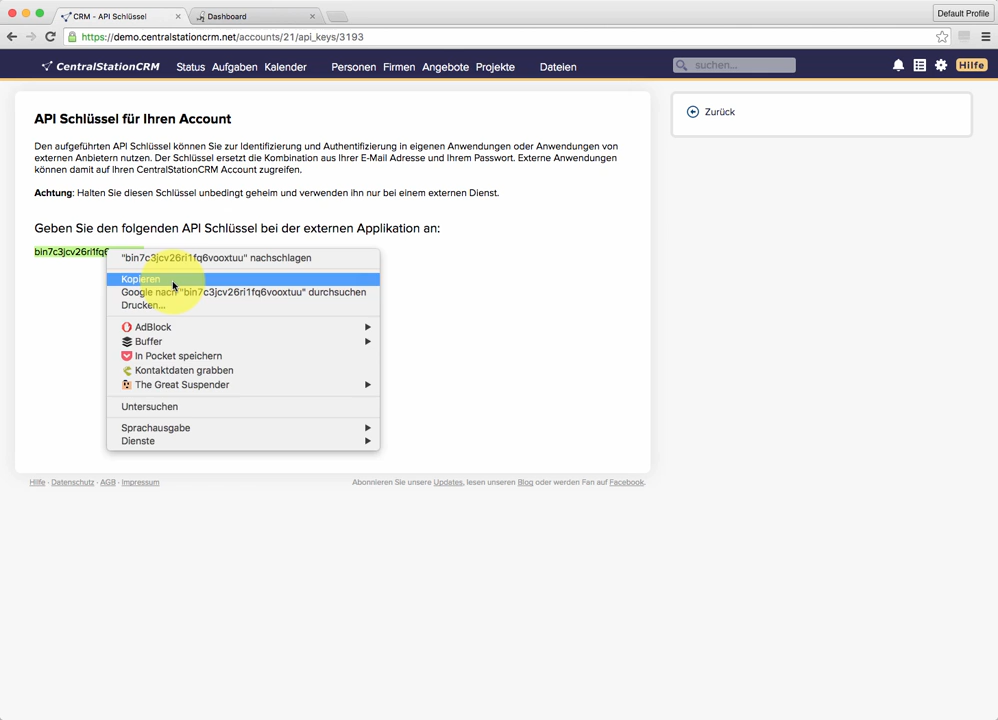 CRM - API Schlüssel
Dashboard
Default Profile
https://demo.centralstationcrm.net/accounts/21/api_keys/3193
CentralStationCRM Status Aufgaben Kalender Personen Firmen Angebote Projekte Dateien suchen... Hilfe
API Schlüssel für Ihren Account
Zurück
Den aufgeführten API Schlüssel können Sie zur Identifizierung und Authentifizierung in eigenen Anwendungen oder Anwendungen von
externen Anbietern nutzen. Der Schlüssel ersetzt die Kombination aus Ihrer E-Mail Adresse und Ihrem Passwort. Externe Anwendungen
können damit auf Ihren CentralStationCRM Account zugreifen.
Achtung: Halten Sie diesen Schlüssel unbedingt geheim und verwenden ihn nur bei einem externen Dienst.
Geben Sie den folgenden API Schlüssel bei der externen Applikation an:
bin7c3jcv26ri1fq6
"bin7c3jcv26ri1fq6vooxtuu" nachschlagen
Kopieren
Google nach "bin7c3jcv26ri1fq6vooxtuu" durchsuchen
Drucken...
AdBlock
Buffer
In Pocket speichern
Kontaktdaten grabben
The Great Suspender
Untersuchen
Sprachausgabe
Dienste
Hilfe · Datenschutz · AGB · Impressum
Abonnieren Sie unsere Updates, lesen unseren Blog oder werden Fan auf Facebook.